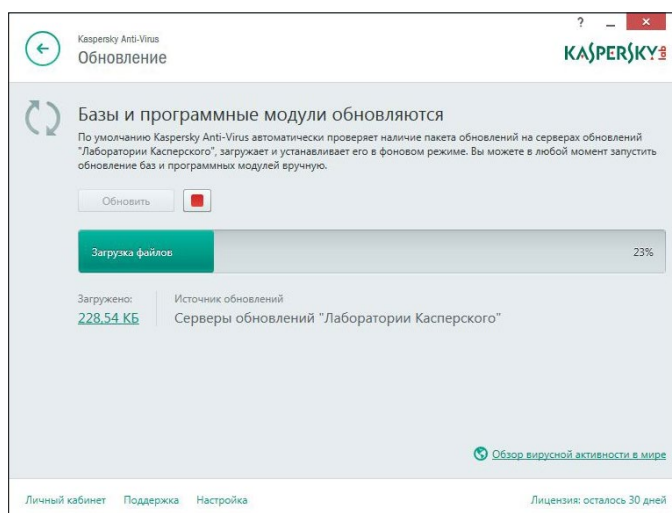 Kaspersky Anti-Virus
Обновление
? _ ×
KASPERSKY lab
Базы и программные модули обновляются
По умолчанию Kaspersky Anti-Virus автоматически проверяет наличие пакета обновлений на серверах обновлений
"Лаборатории Касперского", загружает и устанавливает его в фоновом режиме. Вы можете в любой момент запустить
обновление баз и программных модулей вручную.
Обновить
Загрузка файлов 23%
Загружено: Источник обновлений
228,54 КБ Серверы обновлений "Лаборатории Касперского"
Обзор вирусной активности в мире
Личный кабинет Поддержка Настройка Лицензия: осталось 30 дней